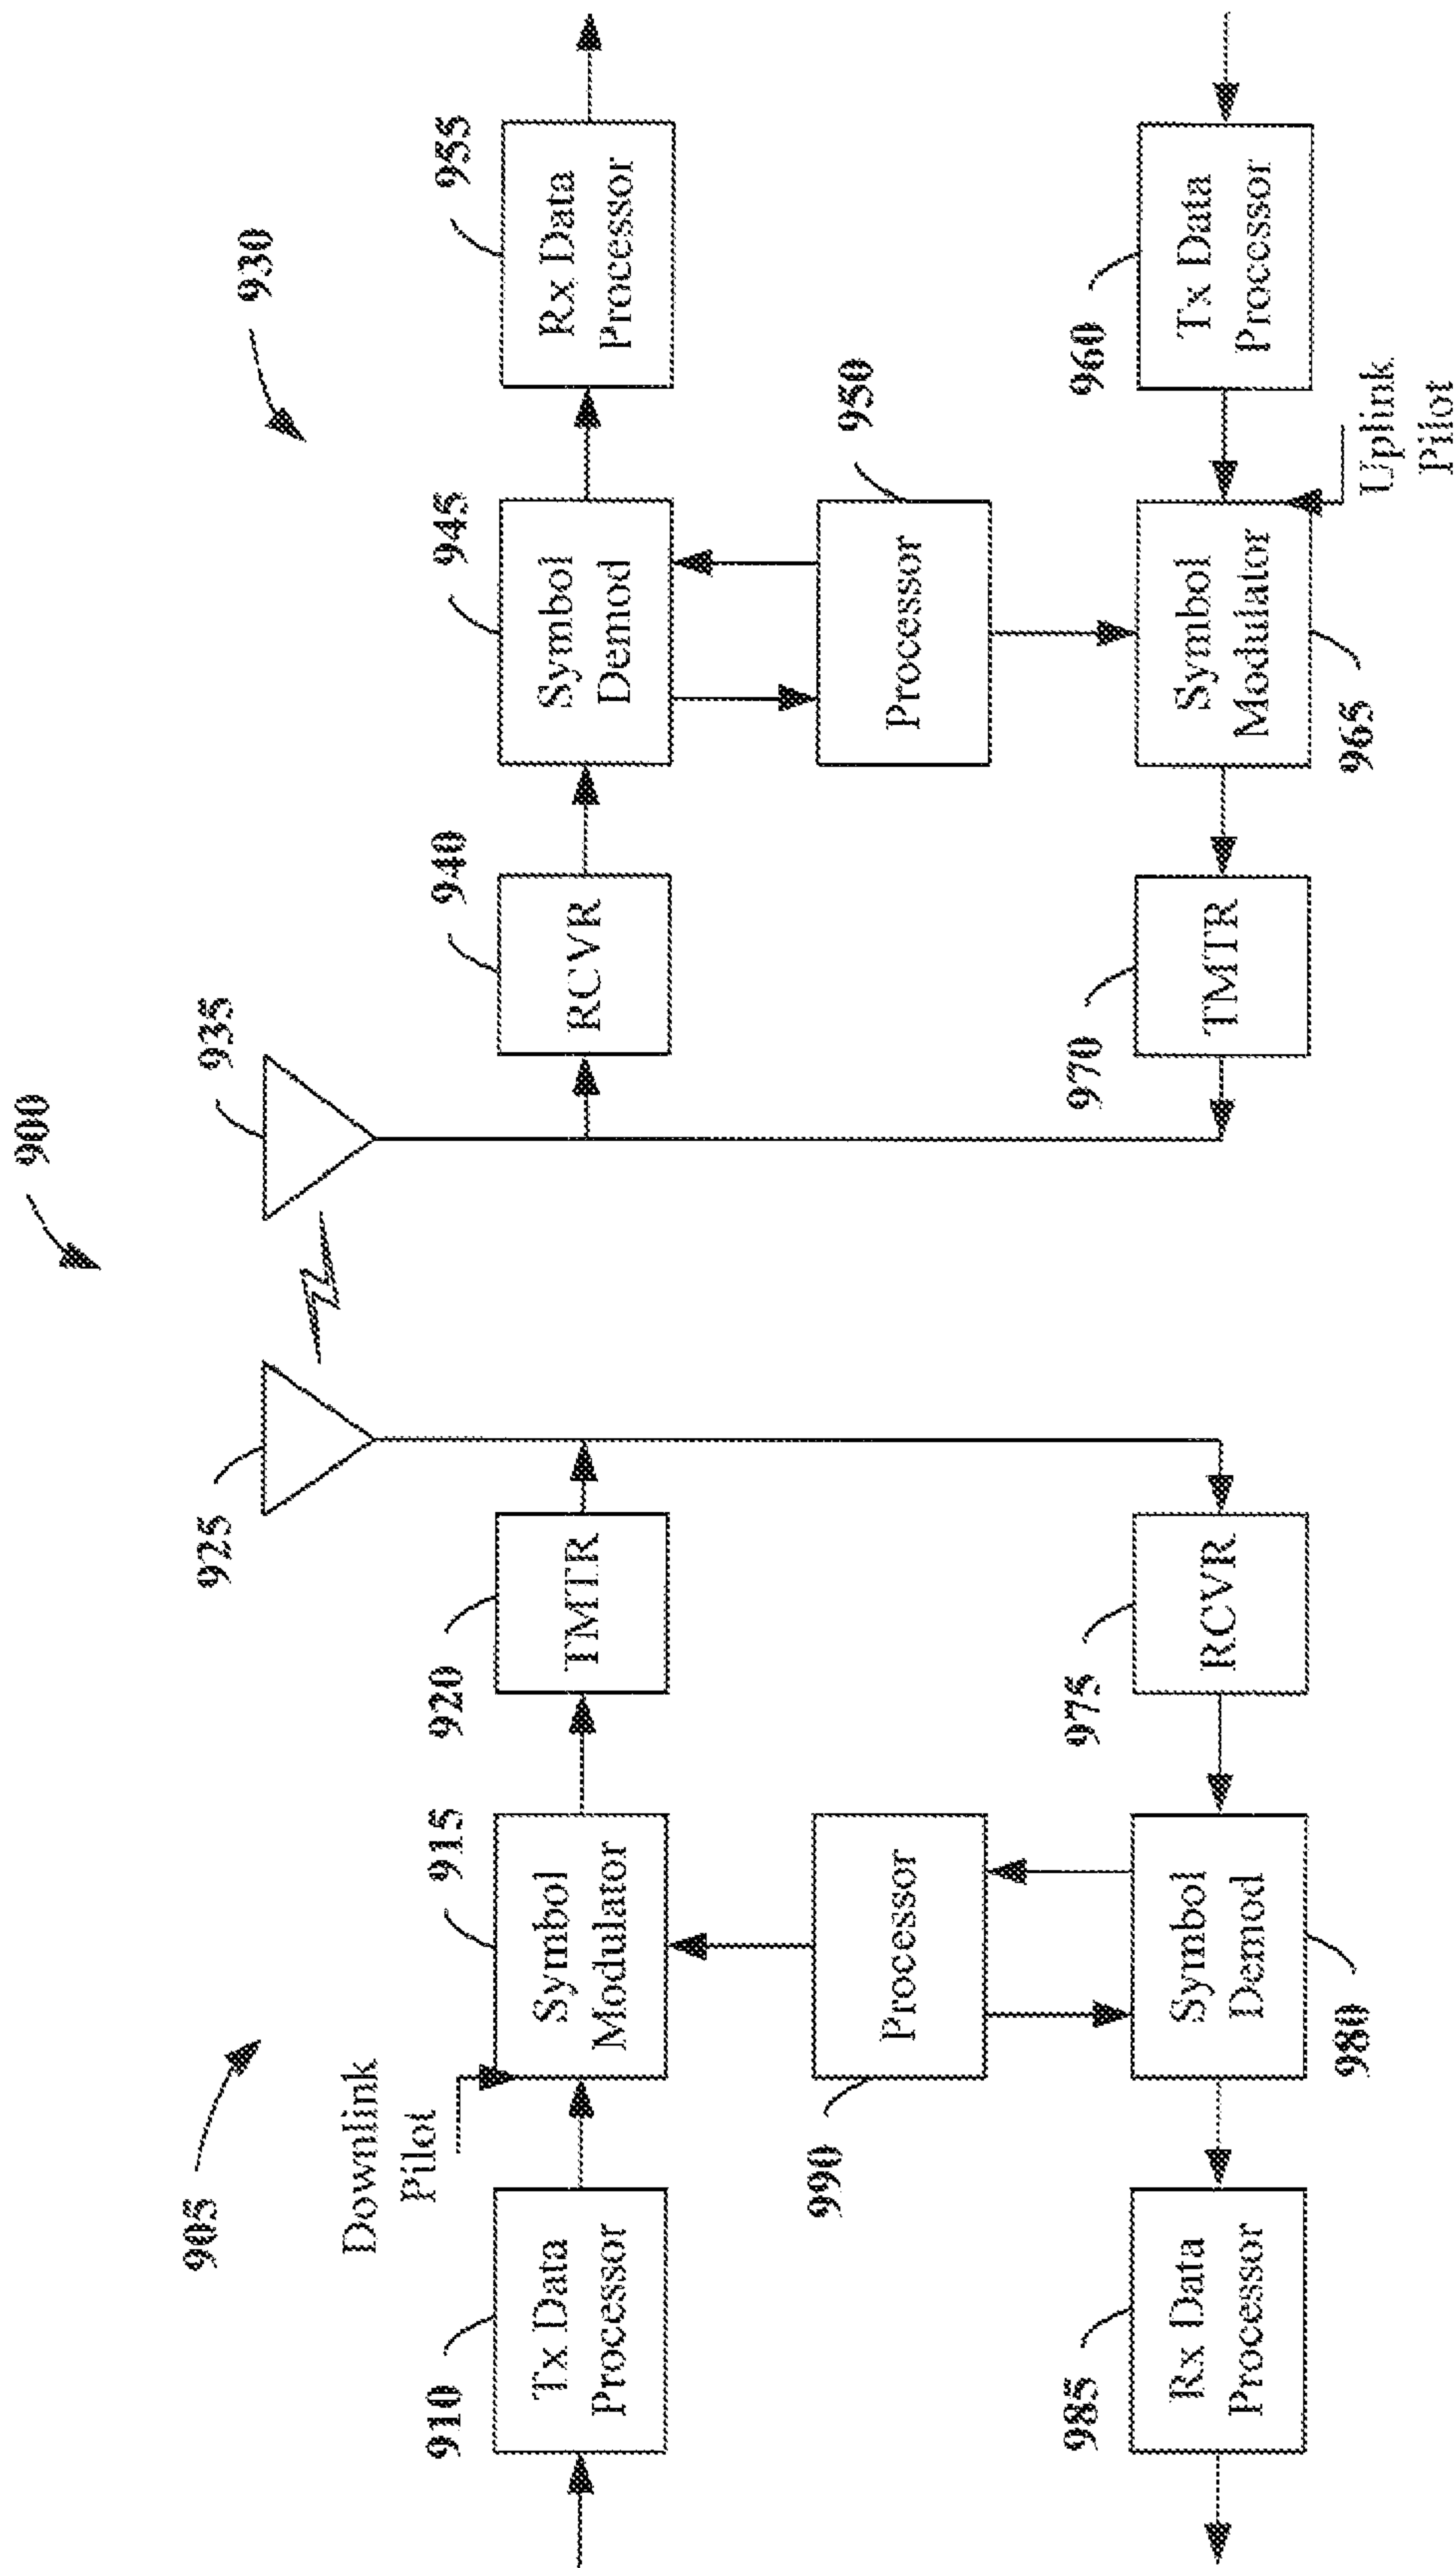 900
905
930
925
935
Downlink
Pilot
910
Tx Data
Processor
915
Symbol
Modulator
920
TMTR
940
RCVR
945
Symbol
Demod
955
Rx Data
Processor
990
Processor
950
Processor
985
Rx Data
Processor
980
Symbol
Demod
975
RCVR
970
TMTR
965
Symbol
Modulator
960
Tx Data
Processor
Uplink
Pilot